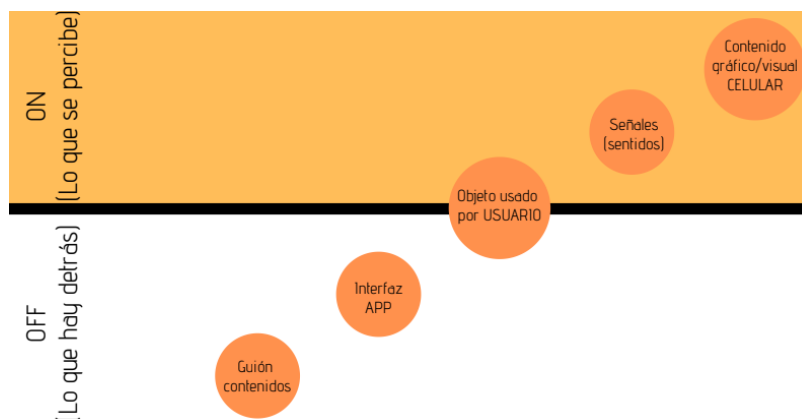 ON
(Lo que se percibe)
Contenido
gráfico/visual
CELULAR
Señales
(sentidos)
Objeto usado
por USUARIO
OFF
(Lo que hay detrás)
Interfaz
APP
Guión
contenidos